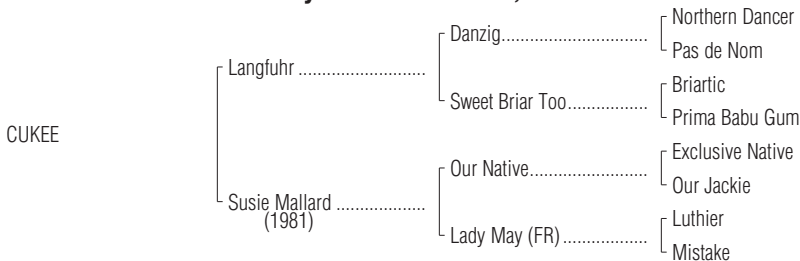 Northern Dancer
Danzig
Pas de Nom
Langfuhr
Briartic
Sweet Briar Too
Prima Babu Gum
CUKEE
Exclusive Native
Our Native
Our Jackie
Susie Mallard
(1981)
Luthier
Lady May (FR)
Mistake